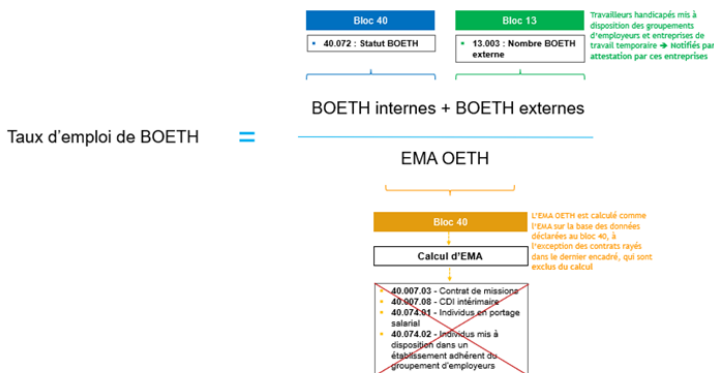 Bloc 40
• 40.072 : Statut BOETH
Bloc 13
• 13.003 : Nombre BOETH
externe
Travailleurs handicapés mis à
disposition des groupements
d'employeurs et entreprises de
travail temporaire → Notifiés par
attestation par ces entreprises
Taux d'emploi de BOETH
=
BOETH internes + BOETH externes
EMA OETH
Bloc 40
L'EMA OETH est calculé comme
l'EMA sur la base des données
déclarées au bloc 40, à
l'exception des contrats rayés
dans le dernier encadré, qui sont
exclus du calcul
Calcul d'EMA
• 40.007.03 - Contrat de missions
• 40.007.08 - CDI intérimaire
• 40.074.01 - Individus en portage
salarial
• 40.074.02 - Individus mis à
disposition dans un
établissement adhérent du
groupement d'employeurs